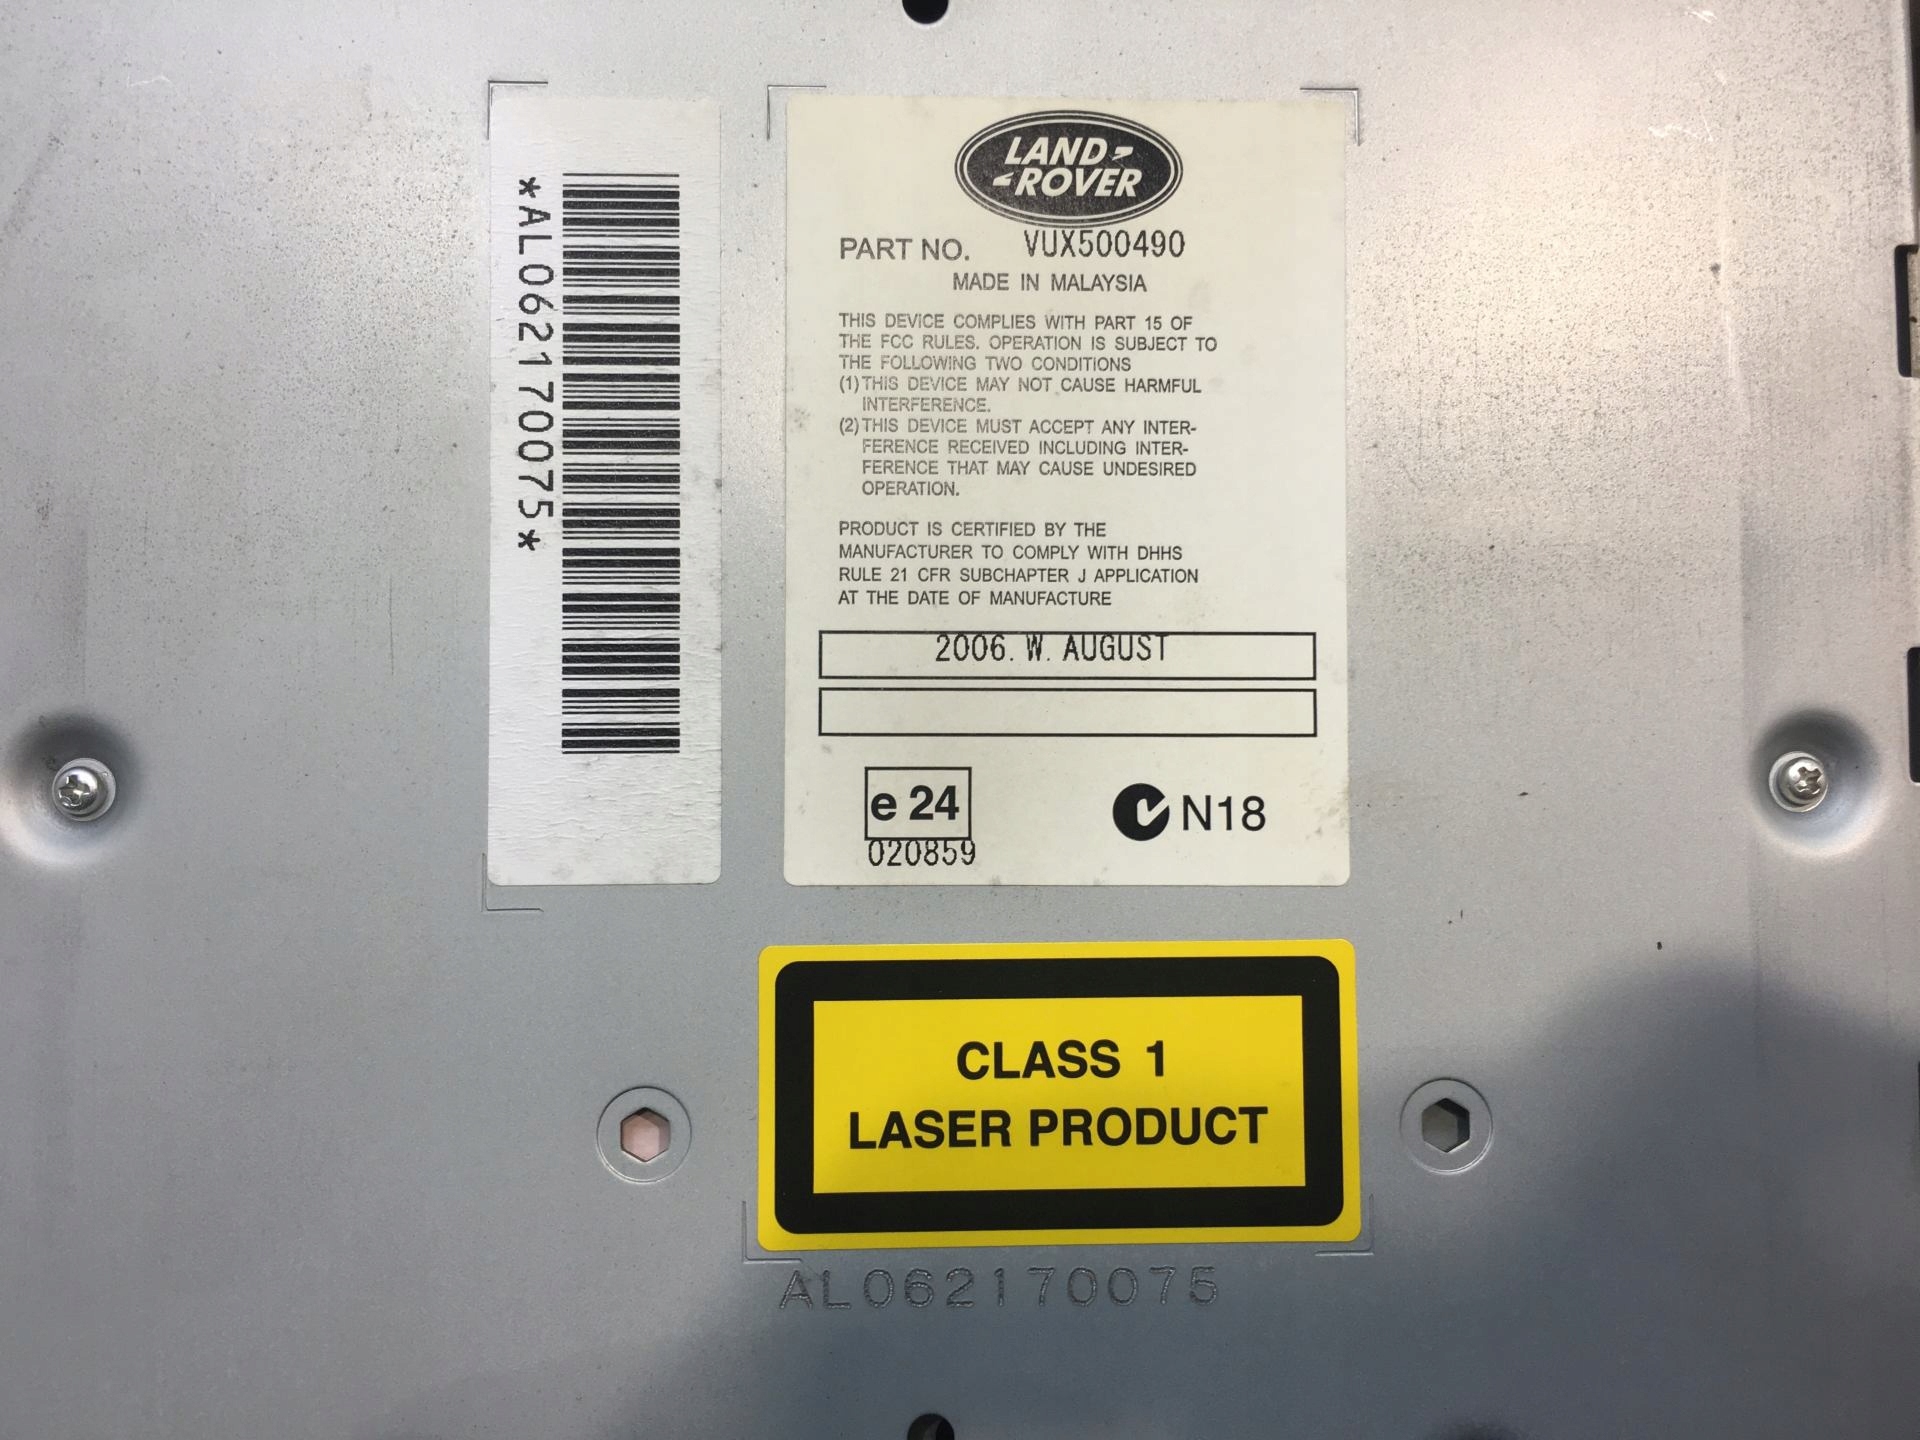 *AL062170075*
LAND
ROVER
PART NO. VUX500490
MADE IN MALAYSIA
THIS DEVICE COMPLIES WITH PART 15 OF
THE FCC RULES. OPERATION IS SUBJECT TO
THE FOLLOWING TWO CONDITIONS
(1) THIS DEVICE MAY NOT CAUSE HARMFUL
INTERFERENCE.
(2) THIS DEVICE MUST ACCEPT ANY INTER-
FERENCE RECEIVED INCLUDING INTER-
FERENCE THAT MAY CAUSE UNDESIRED
OPERATION.
PRODUCT IS CERTIFIED BY THE
MANUFACTURER TO COMPLY WITH DHHS
RULE 21 CFR SUBCHAPTER J APPLICATION
AT THE DATE OF MANUFACTURE
2006. W. AUGUST
e 24
020859
N18
CLASS 1
LASER PRODUCT
AL062170075